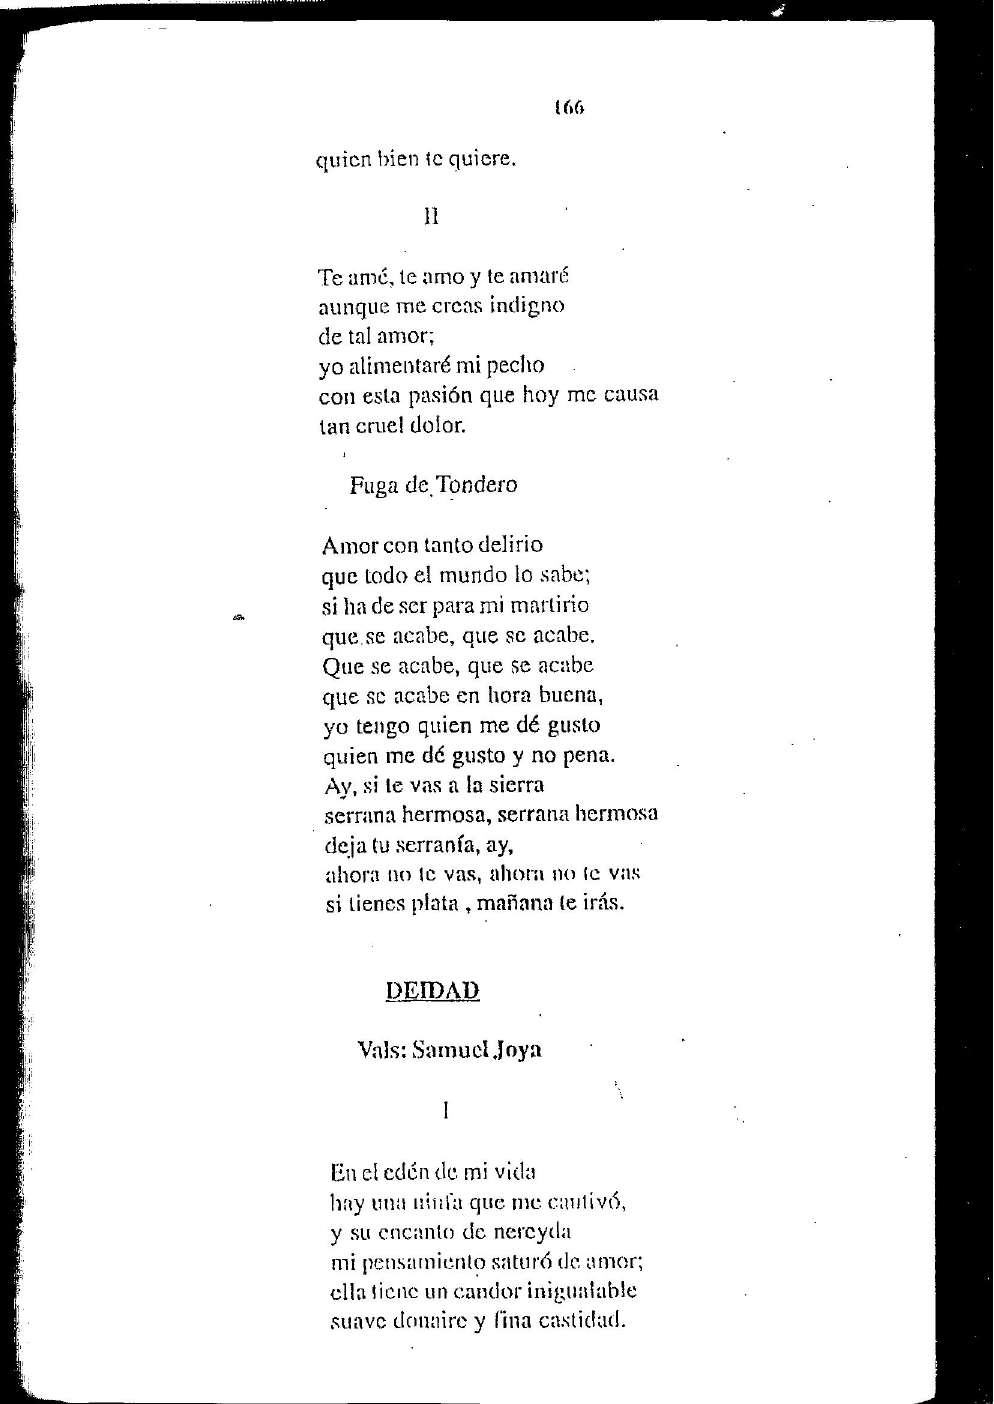 166
quien bien te quiere.
II
Te amé, te amo y te amaré
aunque me creas indigno
de tal amor;
yo alimentaré mi pecho
con esta pasión que hoy me causa
tan cruel dolor.
Fuga de Tondero
Amor con tanto delirio
que todo el mundo lo sabe;
si ha de ser para mi martirio
que se acabe, que se acabe.
Que se acabe, que se acabe
que se acabe en hora buena,
yo tengo quien me dé gusto
quien me dé gusto y no pena.
Ay, si te vas a la sierra
serrana hermosa, serrana hermosa
deja tu serranía, ay,
ahora no te vas, ahora no te vas
si tienes plata , mañana te irás.
DEIDAD
Vals: Samuel Joya
I
En el edén de mi vida
hay una ninfa que me cautivó,
y su encanto de nereyda
mi pensamiento saturó de amor;
ella tiene un candor inigualable
suave donaire y fina castidad.